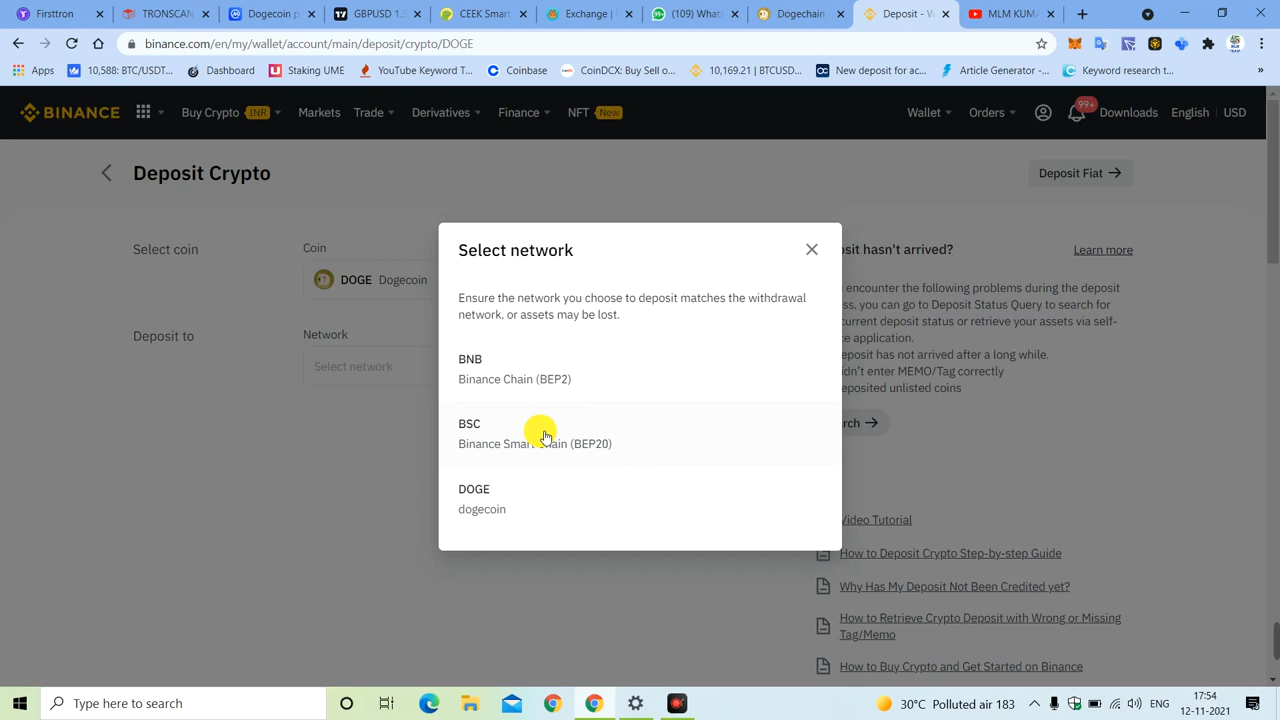 Firsttron
TRONSCAN
Dogecoin p
GBPUSD 1.3
CEEK Smart
Exchange |
(109) Whats
Dogechain
Deposit - W
MLM KUMA
binance.com/en/my/wallet/account/main/deposit/crypto/DOGE
Apps
10,588: BTC/USDT...
Dashboard
Staking UME
YouTube Keyword T...
Coinbase
CoinDCX: Buy Sell o...
10,169.21 | BTCUSD...
New deposit for ac...
Article Generator -...
Keyword research t...
BINANCE
Buy Crypto INR
Markets
Trade
Derivatives
Finance
NFT New
Wallet
Orders
99+
Downloads
English
USD
Deposit Crypto
Deposit Fiat
Select coin
Coin
DOGE Dogecoin
Deposit to
Network
Select network
Select network
Ensure the network you choose to deposit matches the withdrawal
network, or assets may be lost.
BNB
Binance Chain (BEP2)
BSC
Binance Smart Chain (BEP20)
DOGE
dogecoin
osit hasn't arrived?
Learn more
encounter the following problems during the deposit
ess, you can go to Deposit Status Query to search for
current deposit status or retrieve your assets via self-
ce application.
eposit has not arrived after a long while.
dn't enter MEMO/Tag correctly
eposited unlisted coins
rch
Video Tutorial
How to Deposit Crypto Step-by-step Guide
Why Has My Deposit Not Been Credited yet?
How to Retrieve Crypto Deposit with Wrong or Missing
Tag/Memo
How to Buy Crypto and Get Started on Binance
Type here to search
30°C Polluted air 183
ENG
17:54
12-11-2021